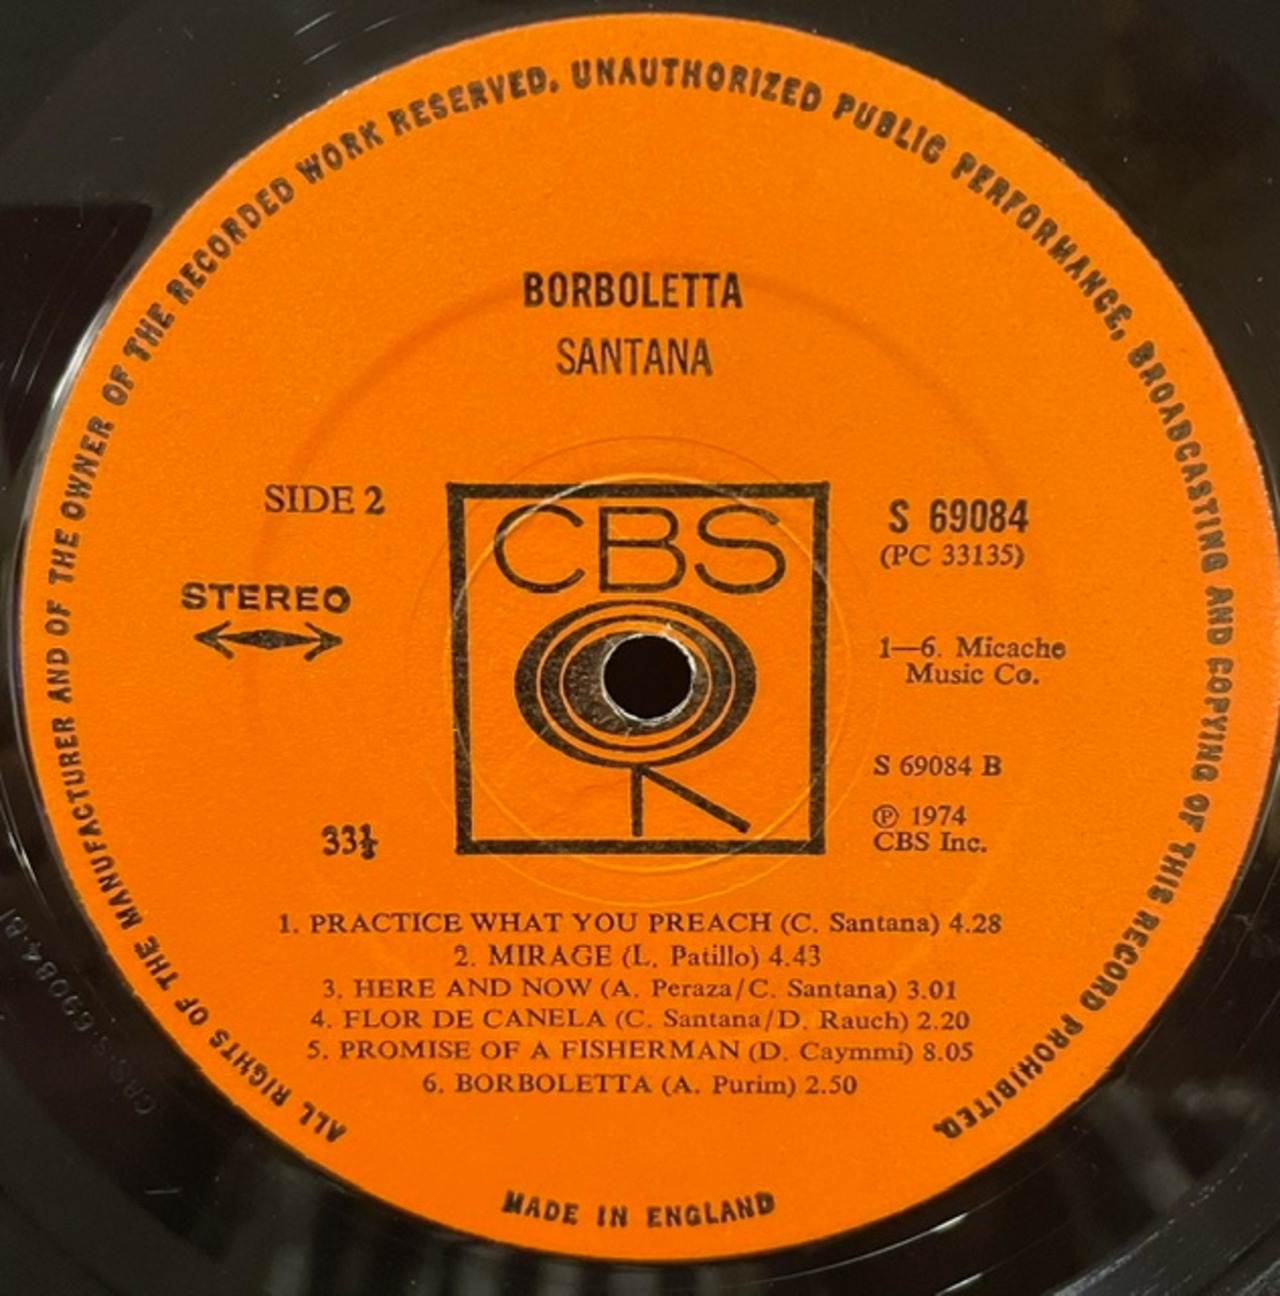 ALL RIGHTS OF THE MANUFACTURER AND OF THE OWNER OF THE RECORDED WORK RESERVED. UNAUTHORIZED PUBLIC PERFORMANCE, BROADCASTING AND COPYING OF THIS RECORD PROHIBITED.
BORBOLETTA
SANTANA
SIDE 2
STEREO
33⅓
CBS
S 69084
(PC 33135)
1—6. Micache
Music Co.
S 69084 B
℗ 1974
CBS Inc.
1. PRACTICE WHAT YOU PREACH (C. Santana) 4.28
2. MIRAGE (L. Patillo) 4.43
3. HERE AND NOW (A. Peraza/C. Santana) 3.01
4. FLOR DE CANELA (C. Santana/D. Rauch) 2.20
5. PROMISE OF A FISHERMAN (D. Caymmi) 8.05
6. BORBOLETTA (A. Purim) 2.50
MADE IN ENGLAND